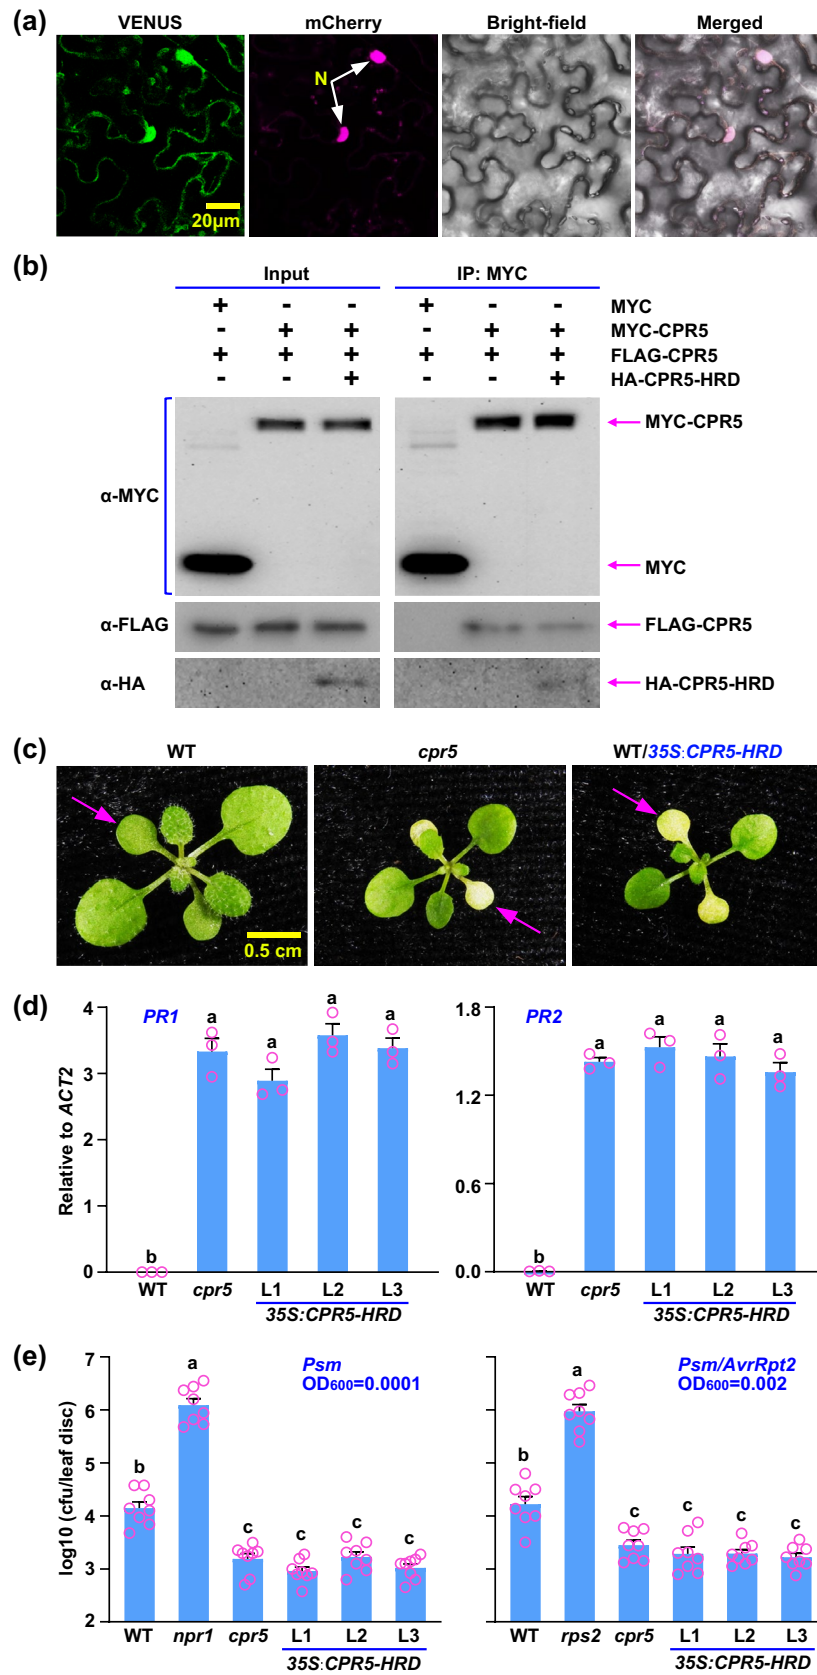 (a)
VENUS mCherry Bright-field Merged
N
20μm
(b)
Input IP: MYC
+ - - + - - MYC
- + + - + + MYC-CPR5
+ + + + + + FLAG-CPR5
- - + - - + HA-CPR5-HRD
MYC-CPR5
α-MYC
MYC
α-FLAG FLAG-CPR5
α-HA HA-CPR5-HRD
(c)
WT cpr5 WT/35S:CPR5-HRD
0.5 cm
(d)
PR1
Relative to ACT2
4
3
2
1
0
b a a a a
WT cpr5 L1 L2 L3
35S:CPR5-HRD
PR2
1.8
1.2
0.6
0.0
b a a a a
WT cpr5 L1 L2 L3
35S:CPR5-HRD
(e)
Psm
OD600=0.0001
log10 (cfu/leaf disc)
7
6
5
4
3
2
b a c c c c
WT npr1 cpr5 L1 L2 L3
35S:CPR5-HRD
Psm/AvrRpt2
OD600=0.002
b a c c c c
WT rps2 cpr5 L1 L2 L3
35S:CPR5-HRD